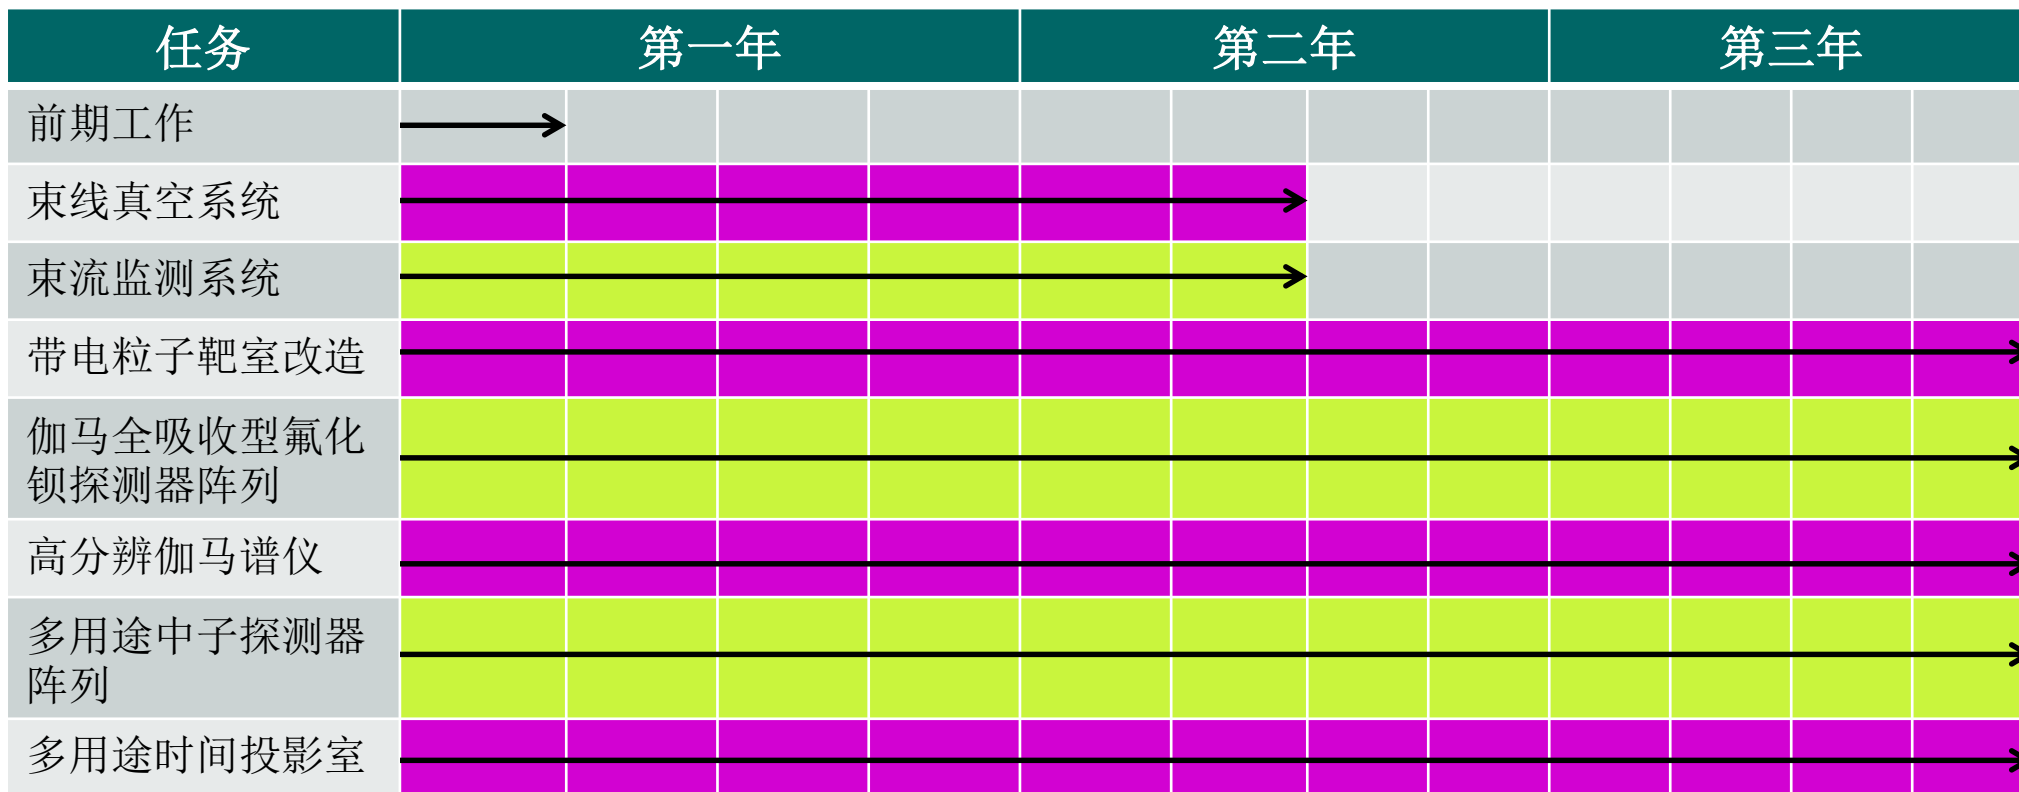 任务 第一年 第二年 第三年
前期工作
束线真空系统
束流监测系统
带电粒子靶室改造
伽马全吸收型氟化
钡探测器阵列
高分辨伽马谱仪
多用途中子探测器
阵列
多用途时间投影室